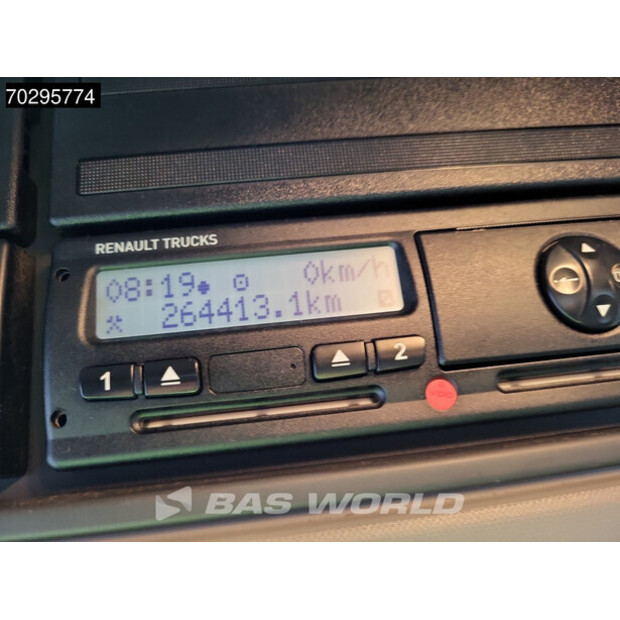 70295774
RENAULT TRUCKS
08:19 0km/h
264413.1km
1 2
BAS WORLD